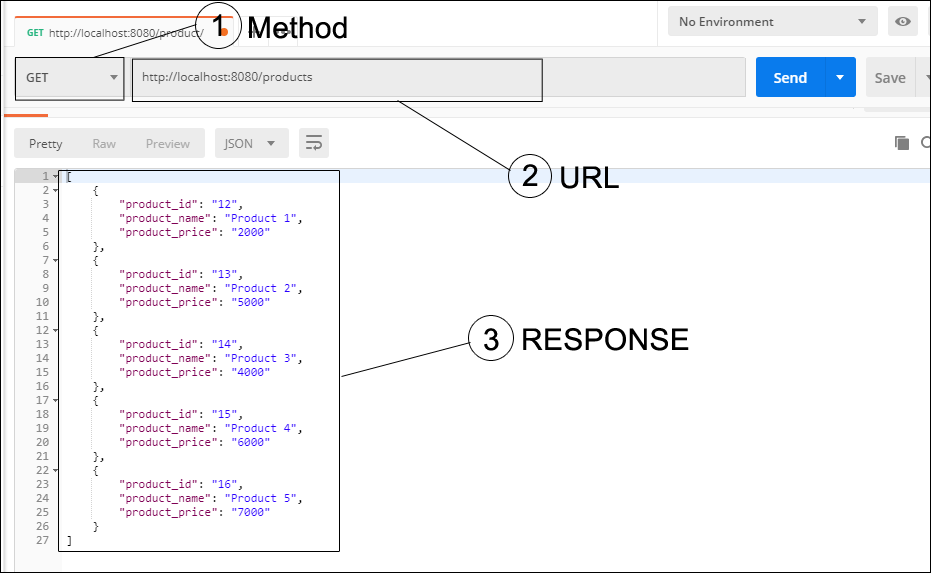 GET http://localhost:8080/product/
1 Method
No Environment
GET
http://localhost:8080/products
Send
Save
2 URL
Pretty Raw Preview JSON
1 [
2 {
3 "product_id": "12",
4 "product_name": "Product 1",
5 "product_price": "2000"
6 },
7 {
8 "product_id": "13",
9 "product_name": "Product 2",
10 "product_price": "5000"
11 },
12 {
13 "product_id": "14",
14 "product_name": "Product 3",
15 "product_price": "4000"
16 },
17 {
18 "product_id": "15",
19 "product_name": "Product 4",
20 "product_price": "6000"
21 },
22 {
23 "product_id": "16",
24 "product_name": "Product 5",
25 "product_price": "7000"
26 }
27 ]
3 RESPONSE